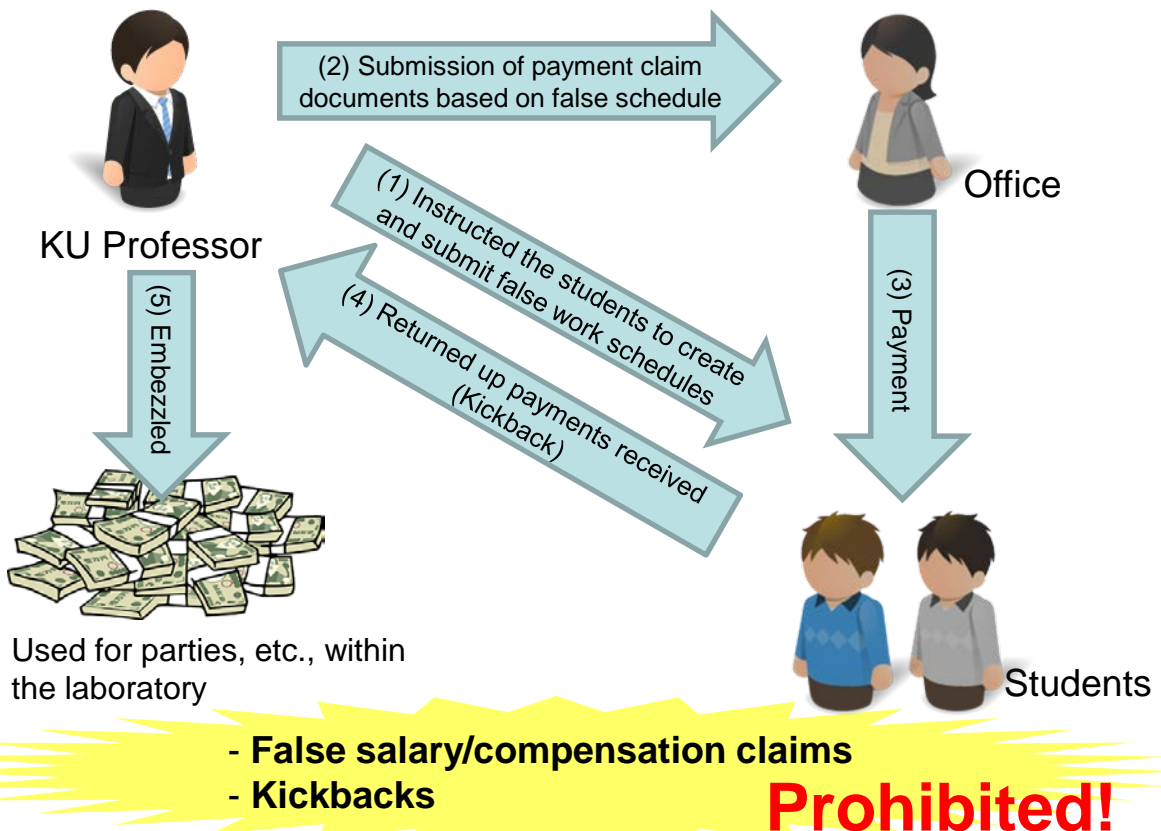 (2) Submission of payment claim
documents based on false schedule
KU Professor
Office
(1) Instructed the students to create
and submit false work schedules
(4) Returned up payments received
(Kickback)
(3) Payment
(5) Embezzled
Used for parties, etc., within
the laboratory
Students
- False salary/compensation claims
- Kickbacks
Prohibited!